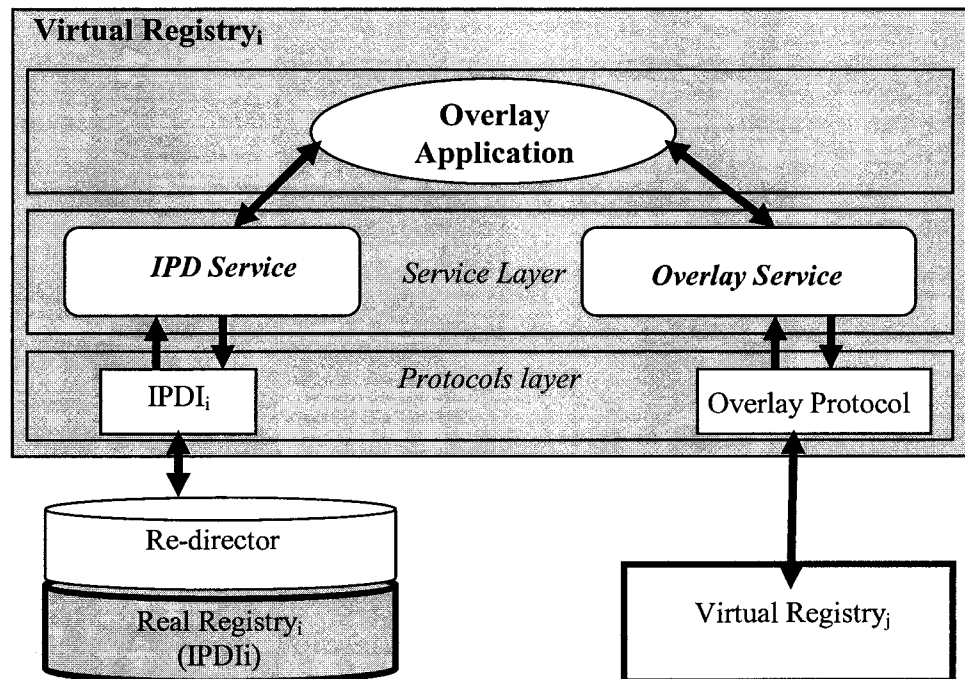 Virtual Registryᵢ
Overlay
Application
IPD Service
Service Layer
Overlay Service
Protocols layer
IPDIᵢ
Overlay Protocol
Re-director
Real Registryᵢ
(IPDIi)
Virtual Registryⱼ